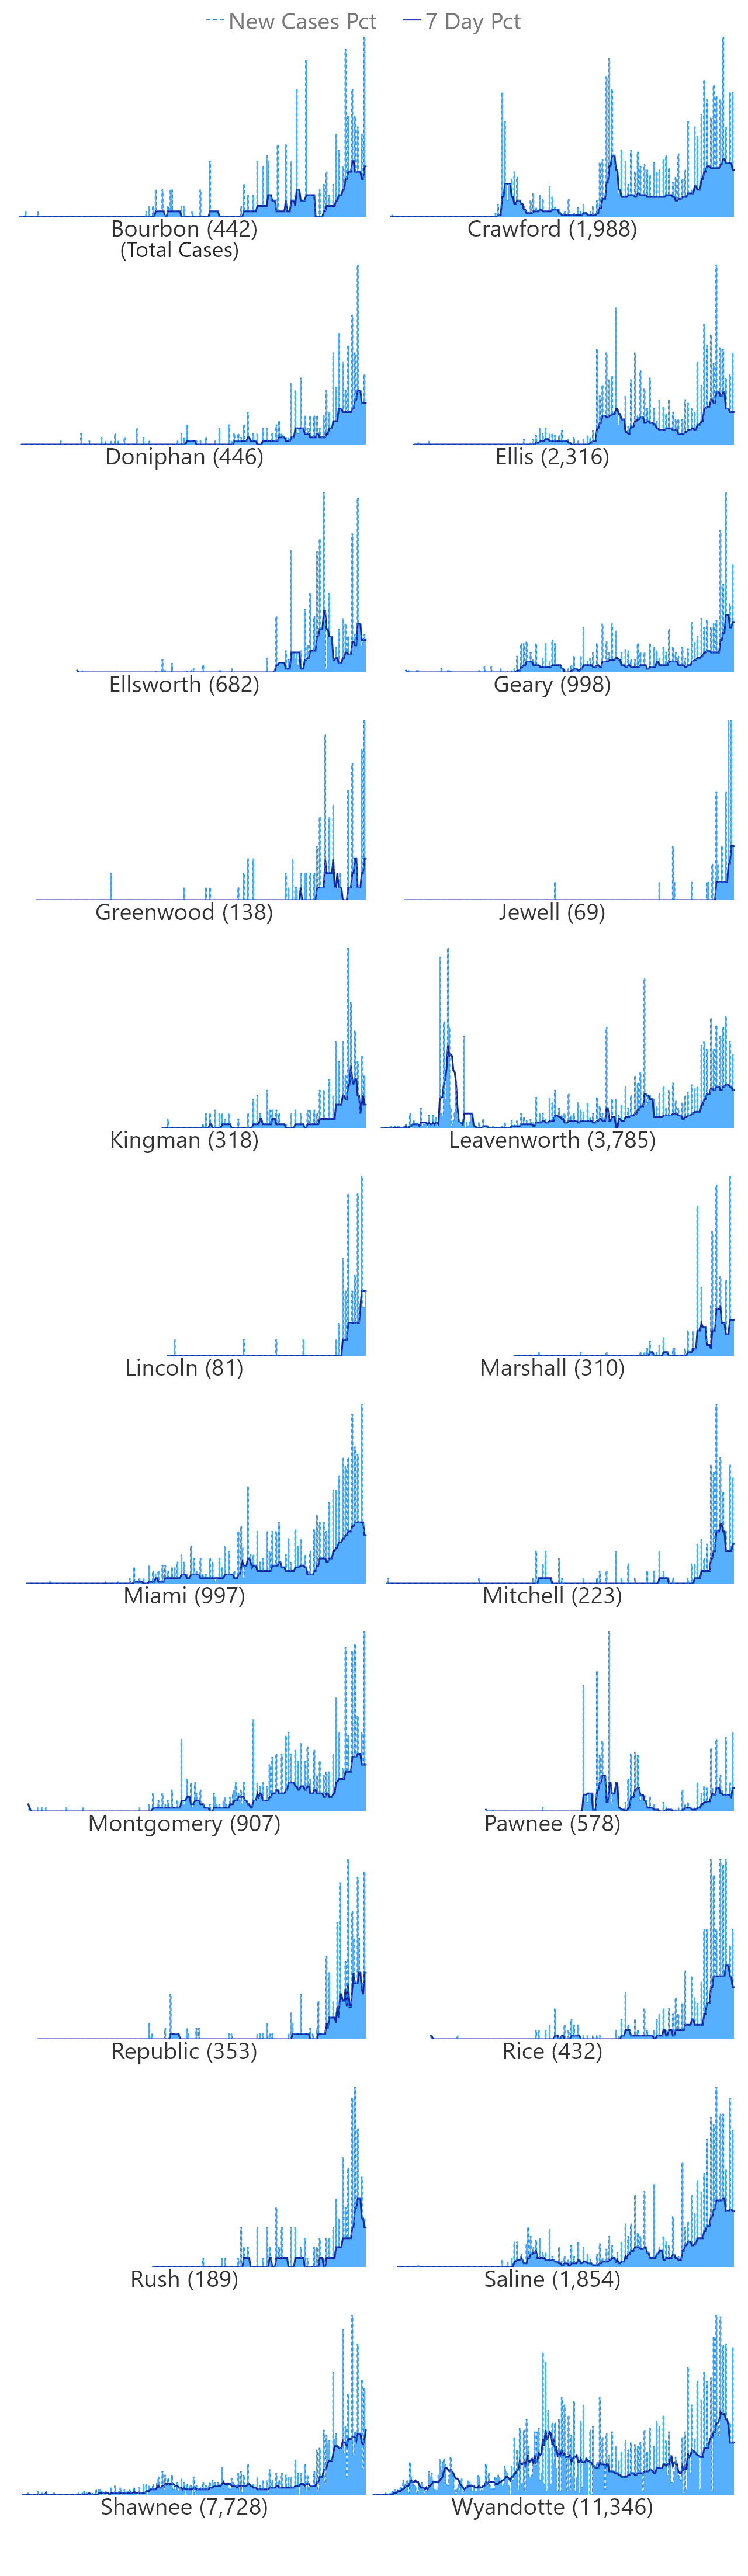 New Cases Pct 7 Day Pct
Bourbon (442) Crawford (1,988)
(Total Cases)
Doniphan (446) Ellis (2,316)
Ellsworth (682) Geary (998)
Greenwood (138) Jewell (69)
Kingman (318) Leavenworth (3,785)
Lincoln (81) Marshall (310)
Miami (997) Mitchell (223)
Montgomery (907) Pawnee (578)
Republic (353) Rice (432)
Rush (189) Saline (1,854)
Shawnee (7,728) Wyandotte (11,346)